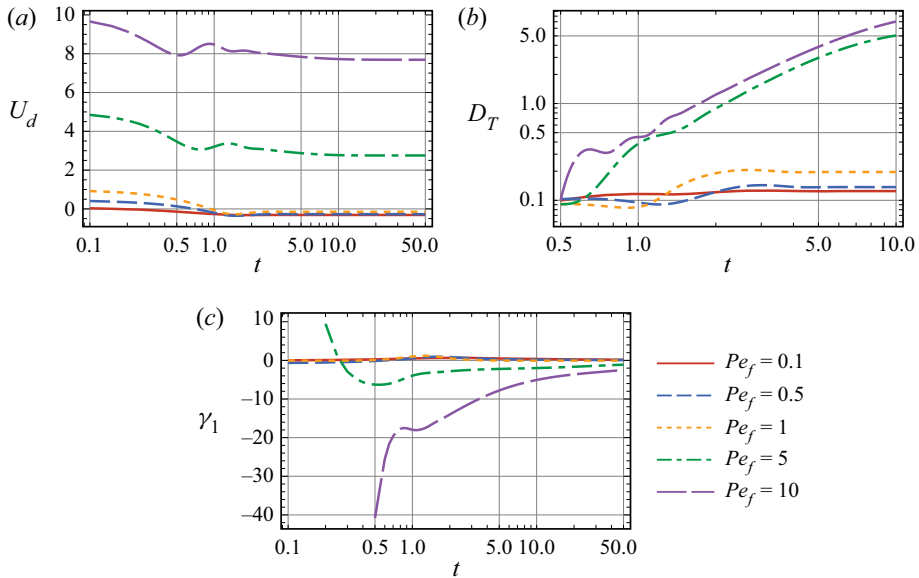 (a)
10
8
6
4
2
0
U_d
0.1 0.5 1.0 5.0 10.0 50.0
t
(b)
5.0
1.0
0.5
0.1
D_T
0.5 1.0 5.0 10.0
t
(c)
10
0
–10
–20
–30
–40
γ_1
0.1 0.5 1.0 5.0 10.0 50.0
t
Pe_f = 0.1
Pe_f = 0.5
Pe_f = 1
Pe_f = 5
Pe_f = 10